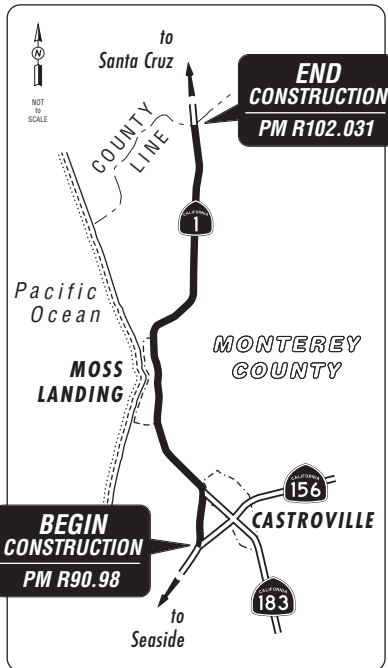 N
NOT
to
SCALE
to
Santa Cruz
END
CONSTRUCTION
PM R102.031
COUNTY
LINE
CALIFORNIA
1
Pacific
Ocean
MONTEREY
COUNTY
MOSS
LANDING
CALIFORNIA
156
CASTROVILLE
BEGIN
CONSTRUCTION
PM R90.98
CALIFORNIA
183
to
Seaside